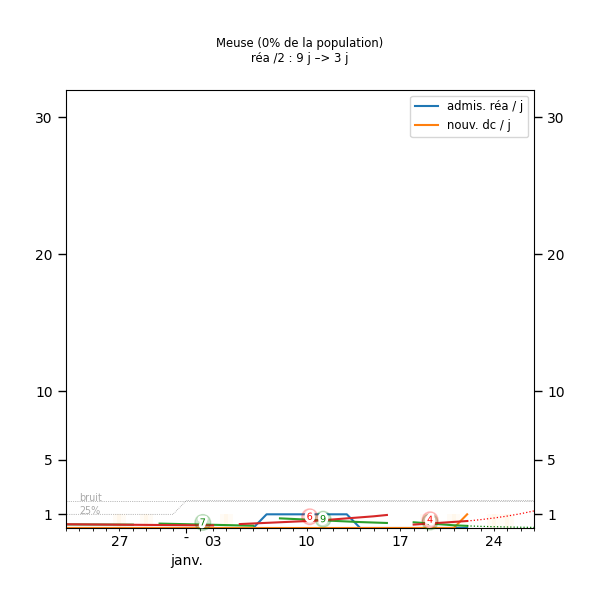 Meuse (0% de la population)
réa /2 : 9 j –> 3 j
admis. réa / j
nouv. dc / j
30 30
20 20
10 10
5 5
bruit
25%
1 1
7 6 9 4
27 - 03 10 17 24
janv.